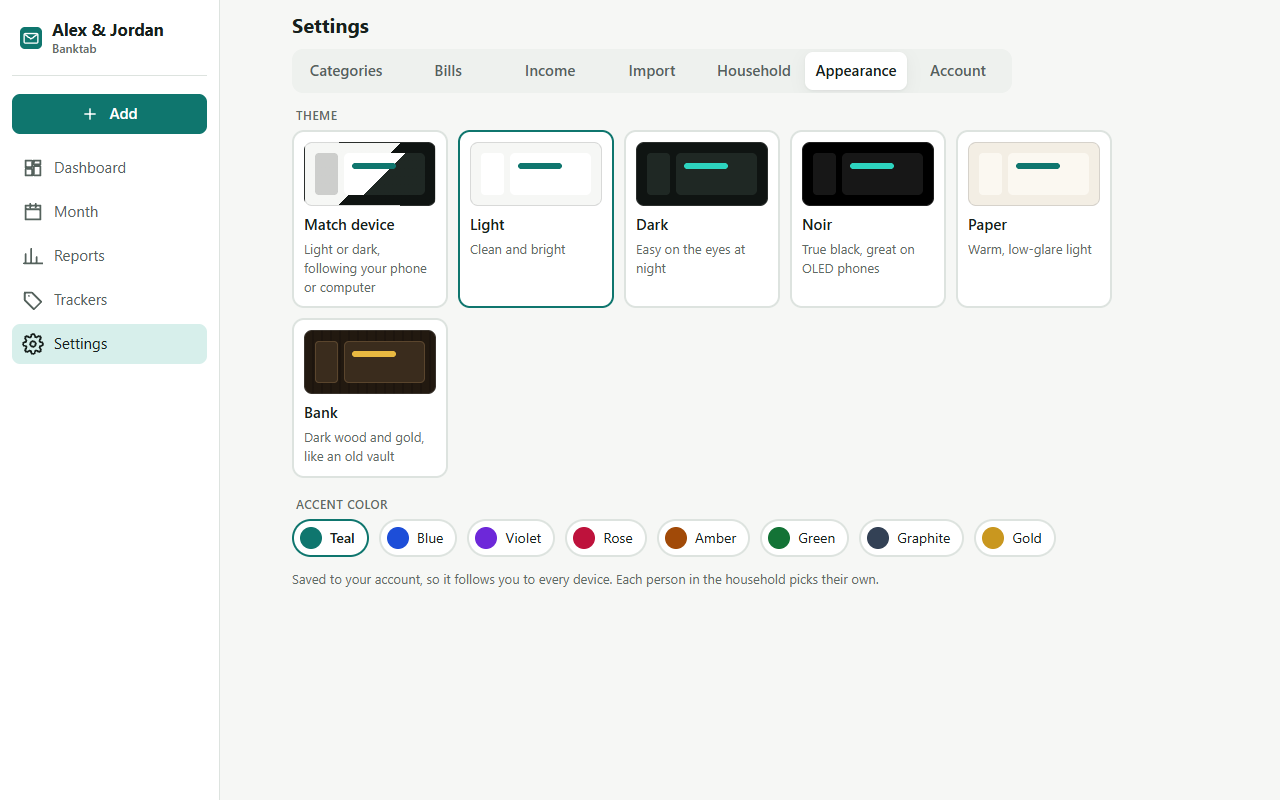 Alex & Jordan
Banktab
Add
Dashboard
Month
Reports
Trackers
Settings
Settings
Categories
Bills
Income
Import
Household
Appearance
Account
THEME
Match device
Light or dark,
following your phone
or computer
Light
Clean and bright
Dark
Easy on the eyes at
night
Noir
True black, great on
OLED phones
Paper
Warm, low-glare light
Bank
Dark wood and gold,
like an old vault
ACCENT COLOR
Teal
Blue
Violet
Rose
Amber
Green
Graphite
Gold
Saved to your account, so it follows you to every device. Each person in the household picks their own.